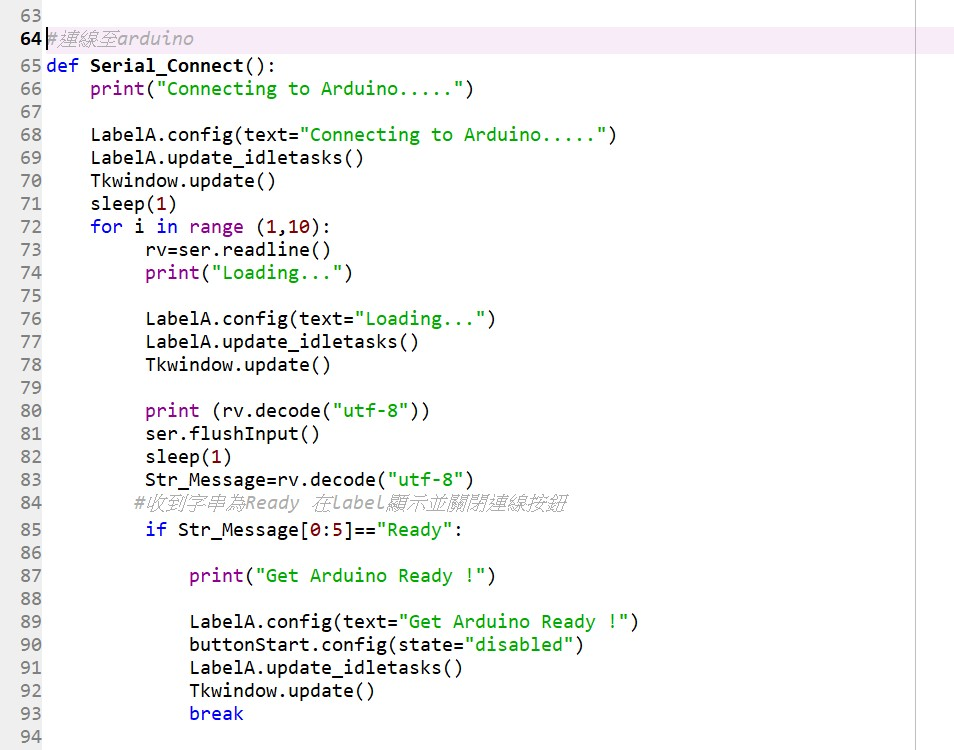 63
64 #連線至arduino
65 def Serial_Connect():
66     print("Connecting to Arduino.....")
67
68     LabelA.config(text="Connecting to Arduino.....")
69     LabelA.update_idletasks()
70     Tkwindow.update()
71     sleep(1)
72     for i in range (1,10):
73          rv=ser.readline()
74          print("Loading...")
75
76          LabelA.config(text="Loading...")
77          LabelA.update_idletasks()
78          Tkwindow.update()
79
80          print (rv.decode("utf-8"))
81          ser.flushInput()
82          sleep(1)
83          Str_Message=rv.decode("utf-8")
84         #收到字串為Ready 在Label顯示並關閉連線按鈕
85          if Str_Message[0:5]=="Ready":
86
87              print("Get Arduino Ready !")
88
89              LabelA.config(text="Get Arduino Ready !")
90              buttonStart.config(state="disabled")
91              LabelA.update_idletasks()
92              Tkwindow.update()
93              break
94